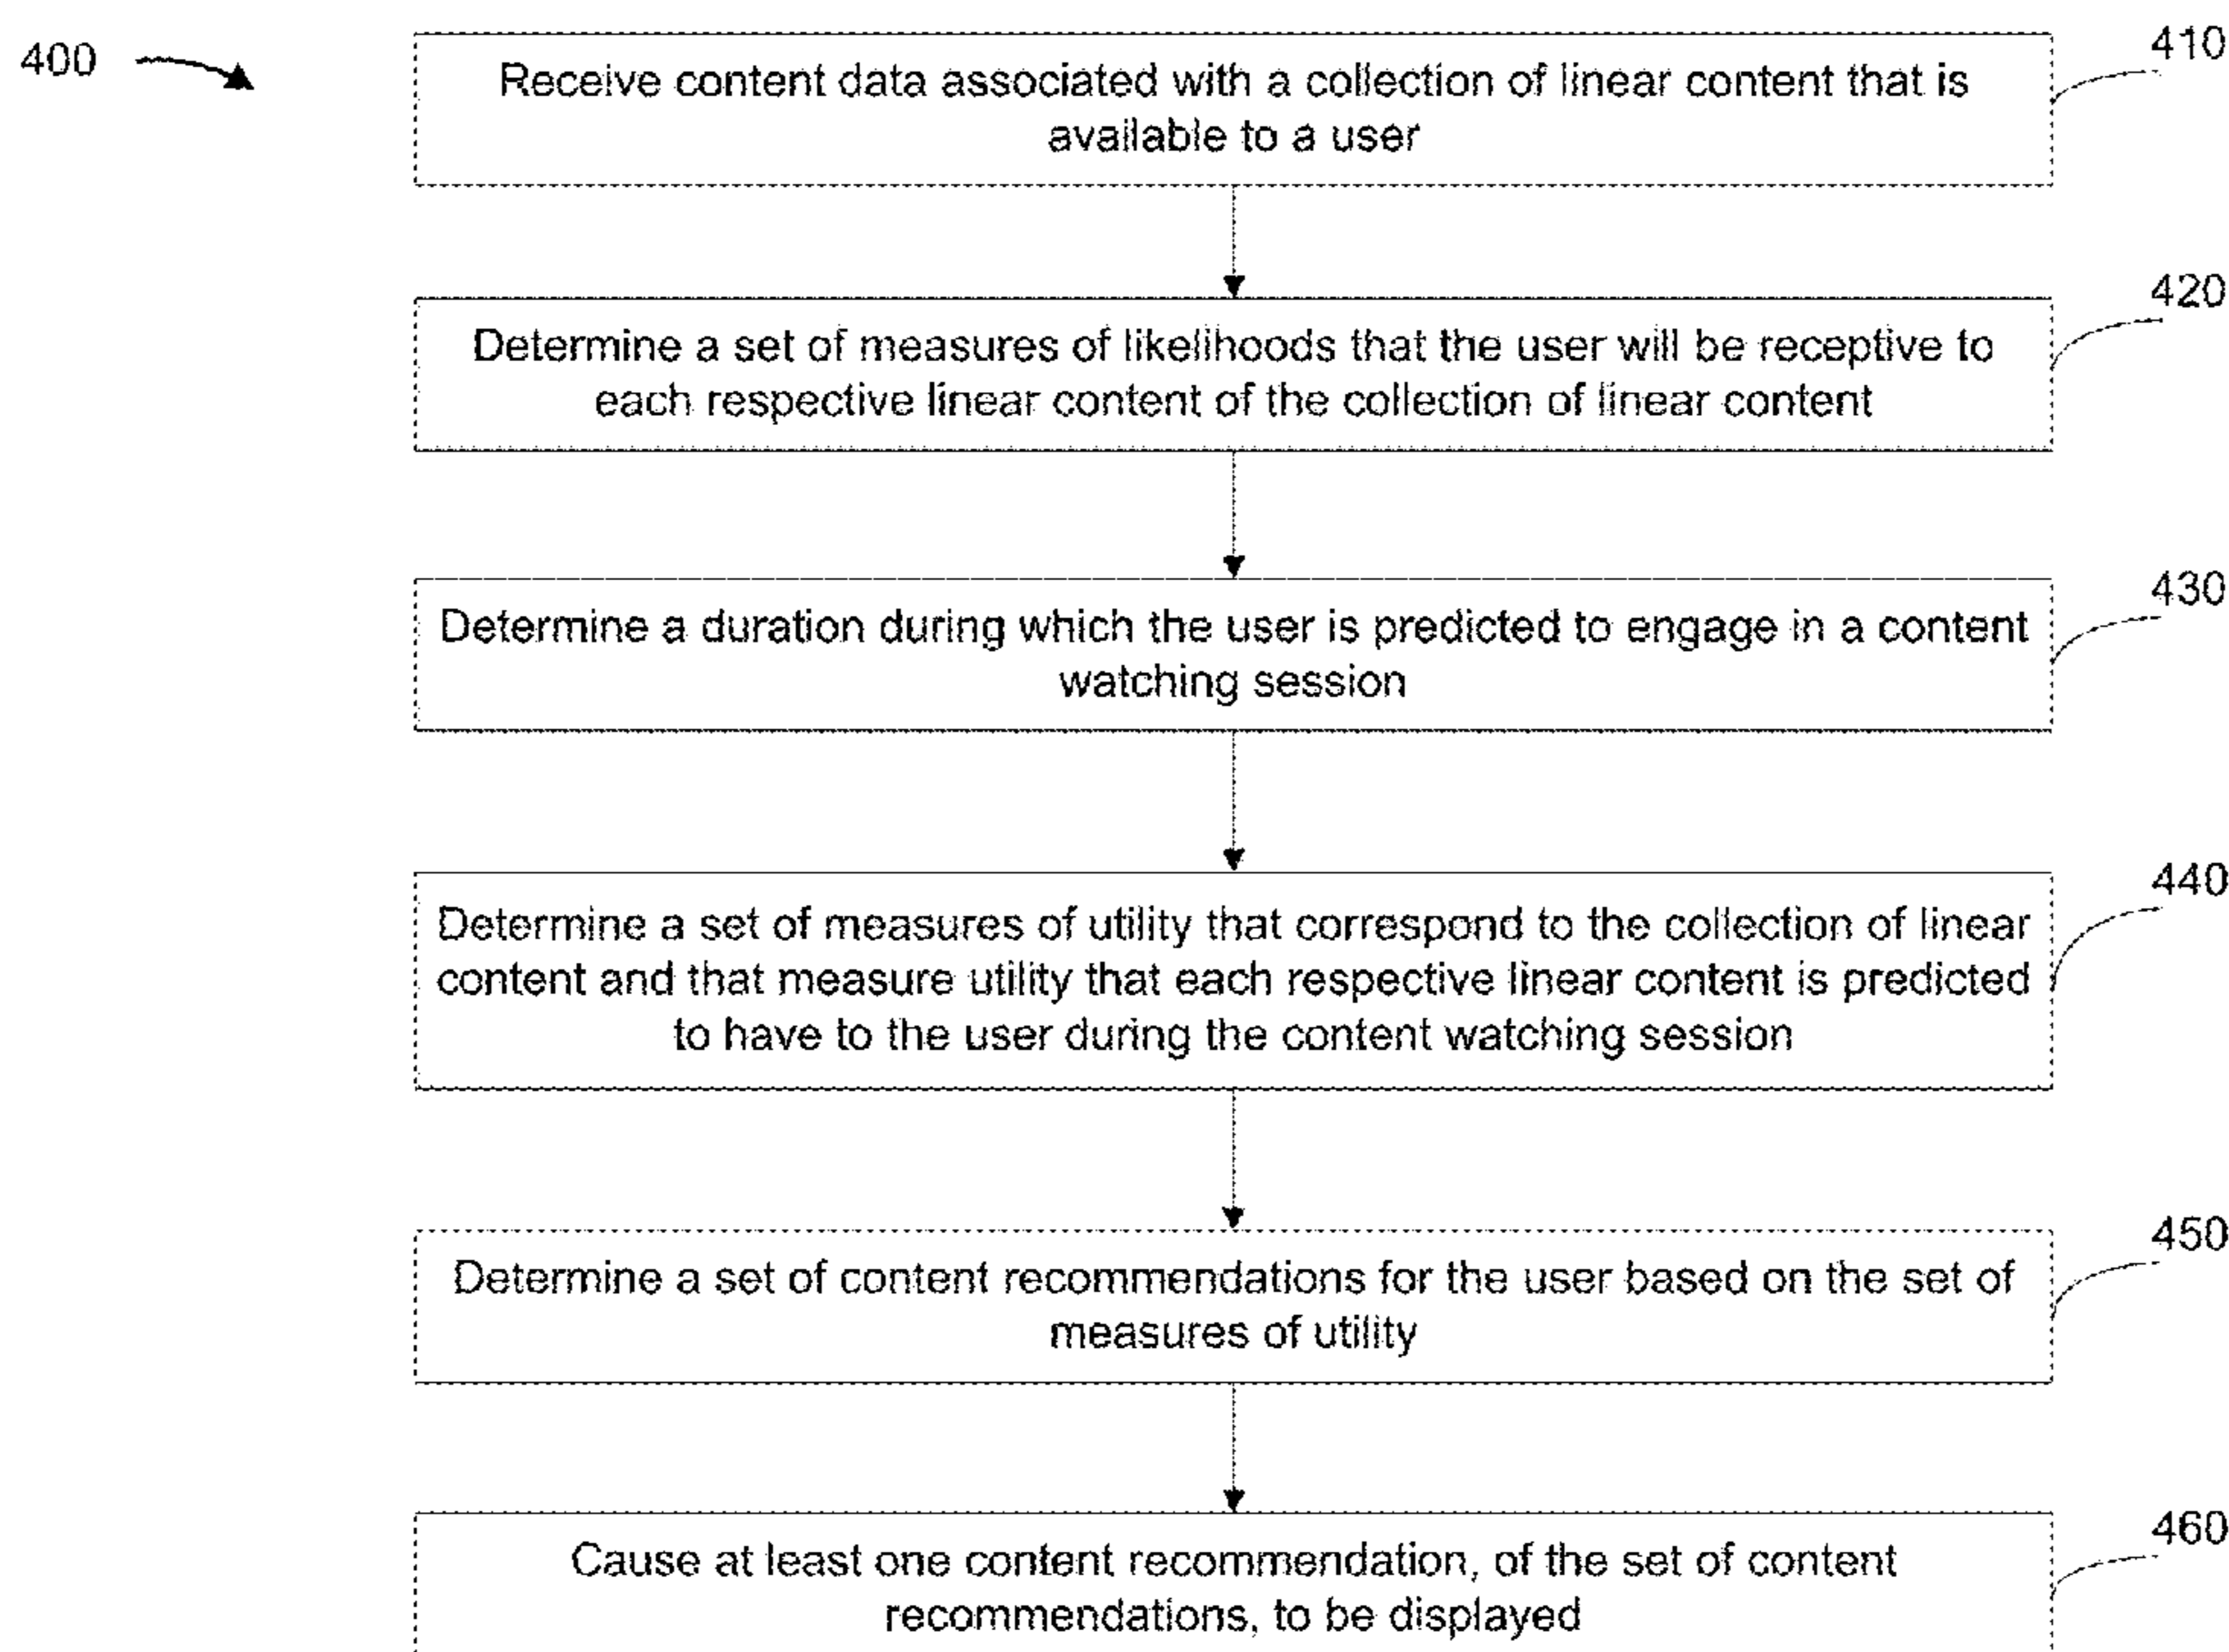 400
410
Receive content data associated with a collection of linear content that is
available to a user
420
Determine a set of measures of likelihoods that the user will be receptive to
each respective linear content of the collection of linear content
430
Determine a duration during which the user is predicted to engage in a content
watching session
440
Determine a set of measures of utility that correspond to the collection of linear
content and that measure utility that each respective linear content is predicted
to have to the user during the content watching session
450
Determine a set of content recommendations for the user based on the set of
measures of utility
460
Cause at least one content recommendation, of the set of content
recommendations, to be displayed